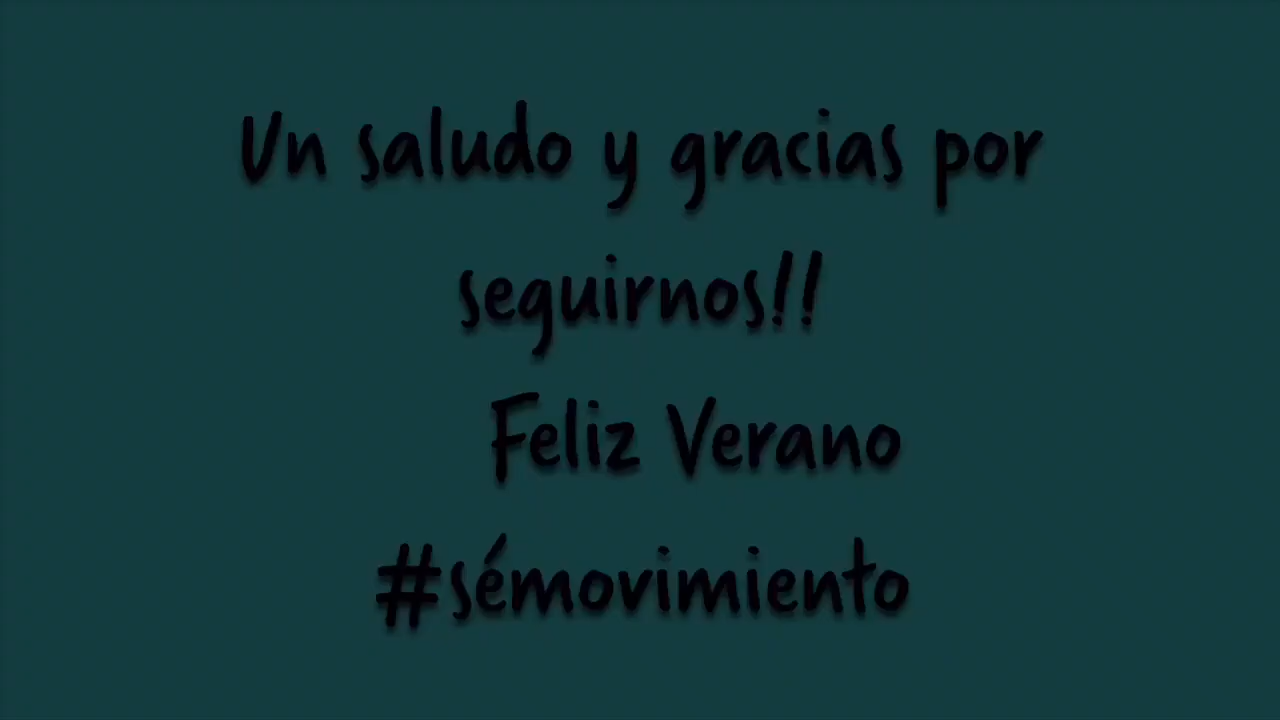 Un saludo y gracias por
seguirnos!!
Feliz Verano
#sémovimiento